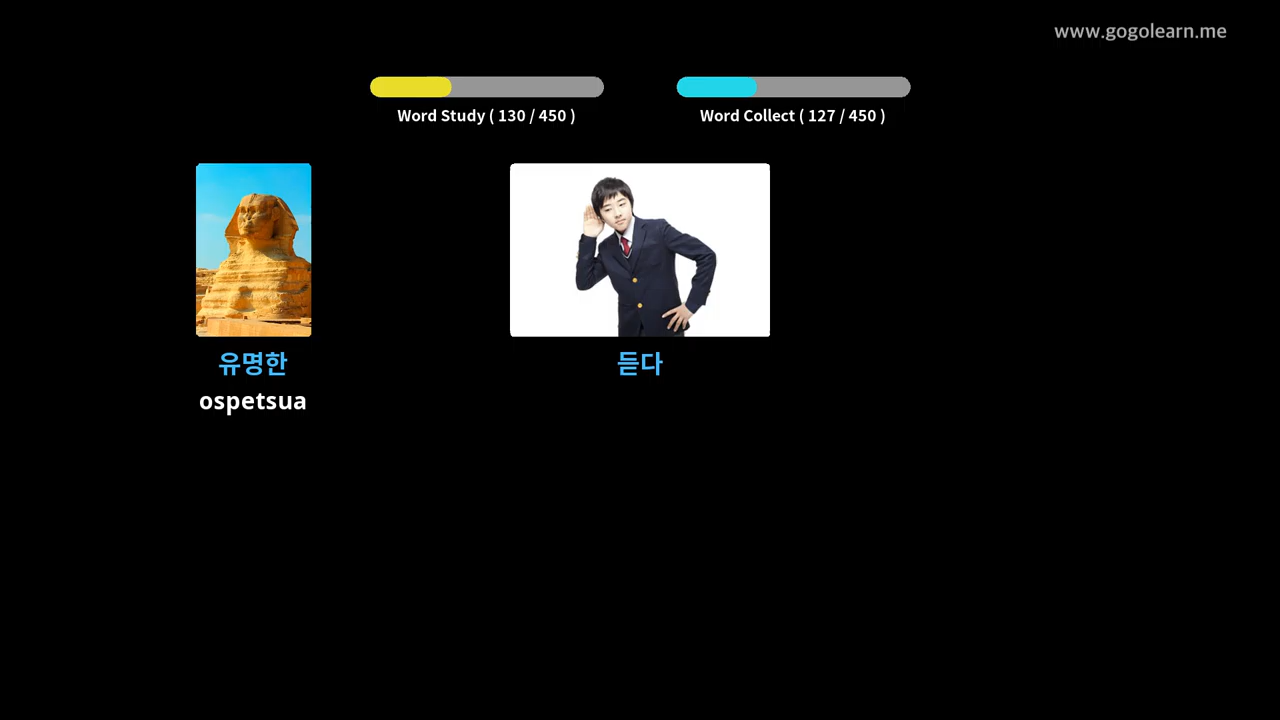 www.gogolearn.me
Word Study ( 130 / 450 )
Word Collect ( 127 / 450 )
유명한
ospetsua
듣다